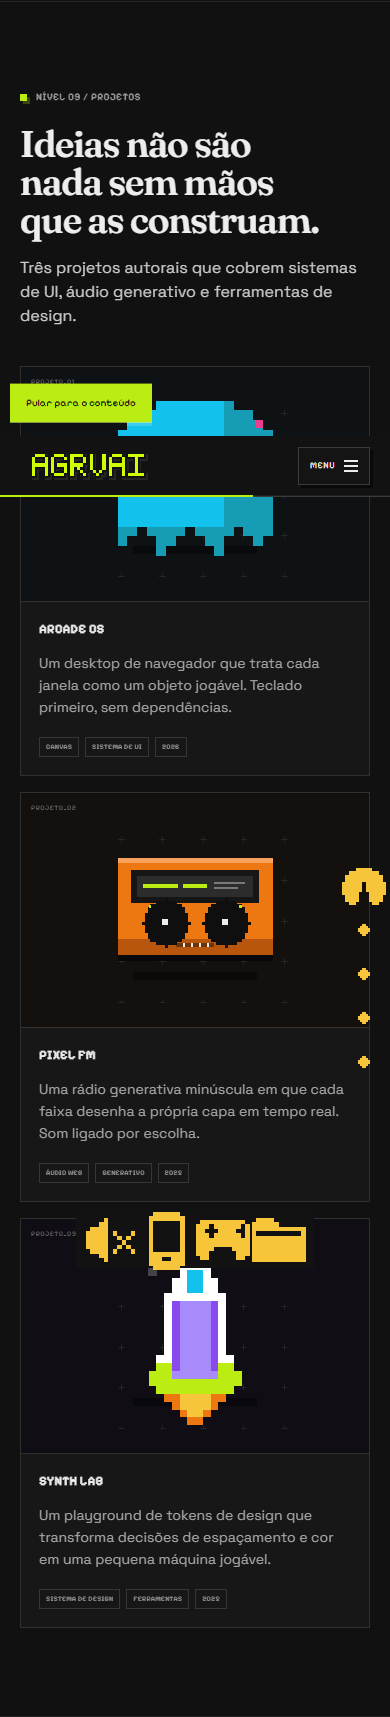 NÍVEL 09 / PROJETOS
Ideias não são
nada sem mãos
que as construam.
Três projetos autorais que cobrem sistemas
de UI, áudio generativo e ferramentas de
design.
PROJETO_01
Pular para o conteúdo
AGRVAI
MENU
ARCADE OS
Um desktop de navegador que trata cada
janela como um objeto jogável. Teclado
primeiro, sem dependências.
CANVAS
SISTEMA DE UI
2026
PROJETO_02
PIXEL FM
Uma rádio generativa minúscula em que cada
faixa desenha a própria capa em tempo real.
Som ligado por escolha.
ÁUDIO WEB
GENERATIVO
PROJETO_03
SYNTH LAB
Um playground de tokens de design que
transforma decisões de espaçamento e cor
em uma pequena máquina jogável.
SISTEMA DE DESIGN
FERRAMENTAS